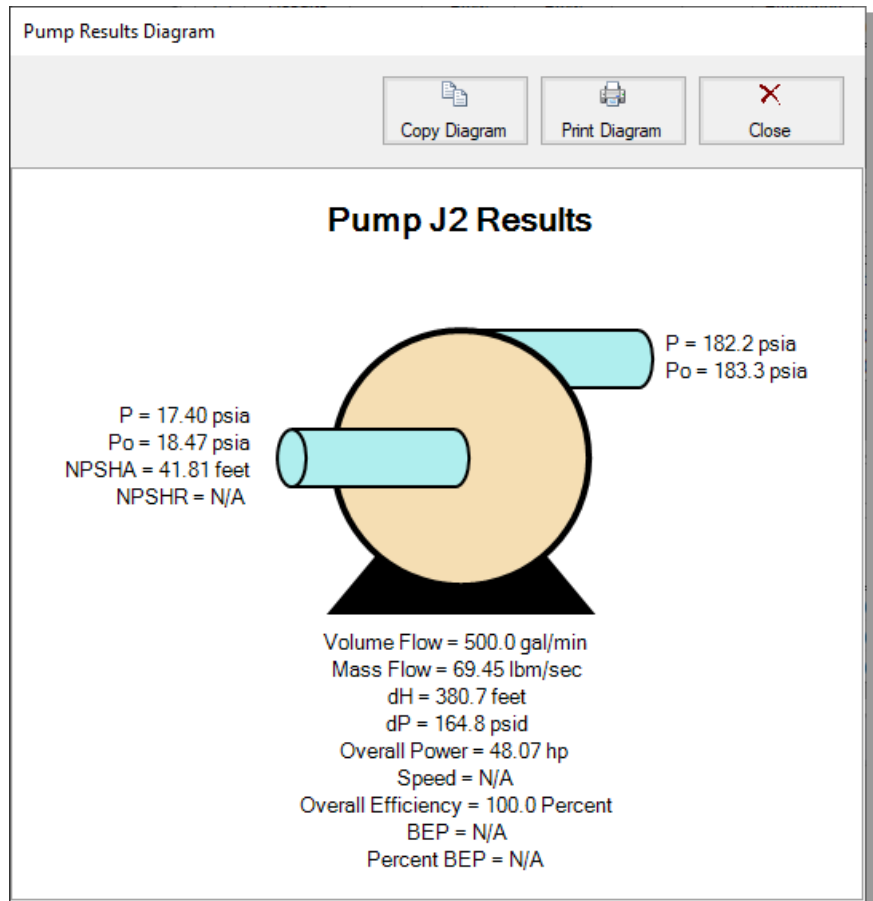 Pump Results Diagram
Copy Diagram
Print Diagram
Close
Pump J2 Results
P = 182.2 psia
Po = 183.3 psia
P = 17.40 psia
Po = 18.47 psia
NPSHA = 41.81 feet
NPSHR = N/A
Volume Flow = 500.0 gal/min
Mass Flow = 69.45 lbm/sec
dH = 380.7 feet
dP = 164.8 psid
Overall Power = 48.07 hp
Speed = N/A
Overall Efficiency = 100.0 Percent
BEP = N/A
Percent BEP = N/A